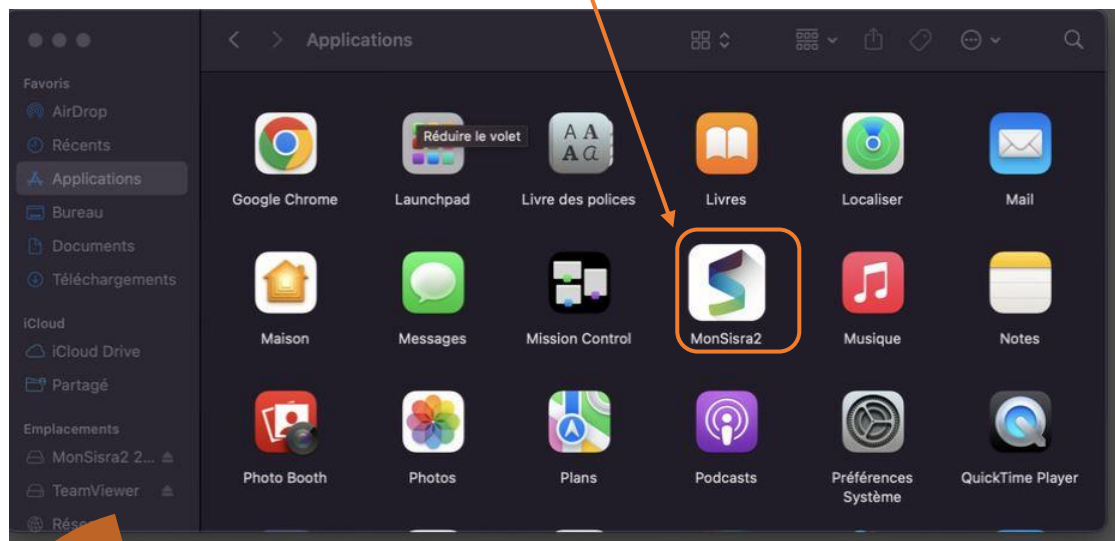 Applications
Favoris
AirDrop
Récents
Applications
Bureau
Documents
Téléchargements
iCloud
iCloud Drive
Partagé
Emplacements
MonSisra2 2...
TeamViewer
Réduire le volet
A A
A a
Google Chrome
Launchpad
Livre des polices
Livres
Localiser
Mail
Maison
Messages
Mission Control
MonSisra2
Musique
Notes
Photo Booth
Photos
Plans
Podcasts
Préférences
Système
QuickTime Player